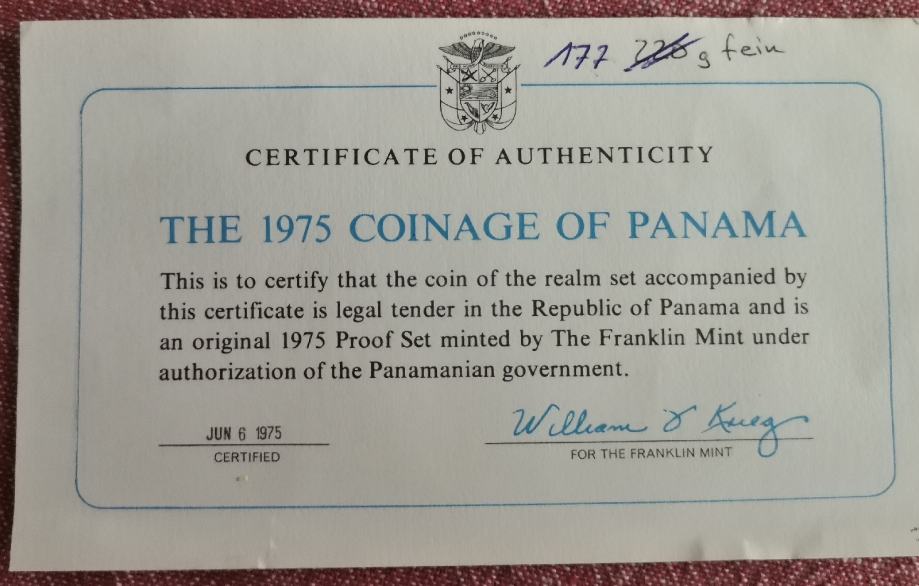 177 220 g fein
CERTIFICATE OF AUTHENTICITY
THE 1975 COINAGE OF PANAMA
This is to certify that the coin of the realm set accompanied by
this certificate is legal tender in the Republic of Panama and is
an original 1975 Proof Set minted by The Franklin Mint under
authorization of the Panamanian government.
JUN 6 1975
CERTIFIED
William J Krieg
FOR THE FRANKLIN MINT